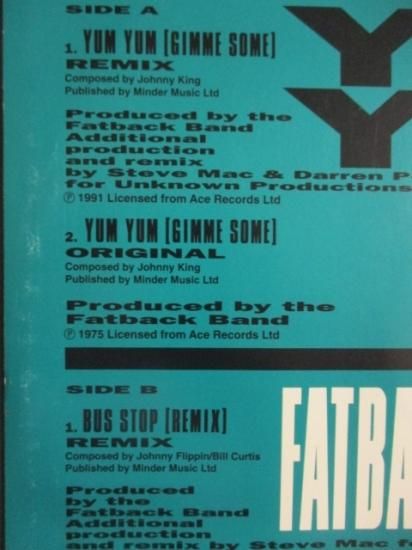 SIDE A
1. YUM YUM [GIMME SOME]
REMIX
Composed by Johnny King
Published by Minder Music Ltd
Produced by the
Fatback Band
Additional
production
and remix
by Steve Mac & Darren P
for Unknown Productions
℗ 1991 Licensed from Ace Records Ltd
2. YUM YUM [GIMME SOME]
ORIGINAL
Composed by Johnny King
Published by Minder Music Ltd
Produced by the
Fatback Band
℗ 1975 Licensed from Ace Records Ltd
SIDE B
1. BUS STOP [REMIX]
REMIX
Composed by Johnny Flippin/Bill Curtis
Published by Minder Music Ltd
Produced
by the
Fatback Band
Additional
production
and remix by Steve Mac f
Y
Y
FATBA